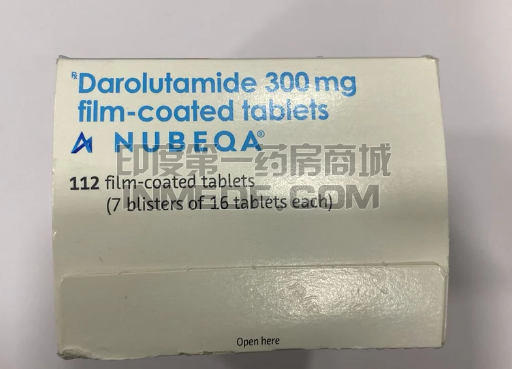 ℞Darolutamide 300 mg
film-coated tablets
NUBEQA®
印度第一药房商城
112 film-coated tablets
(7 blisters of 16 tablets each)
Open here